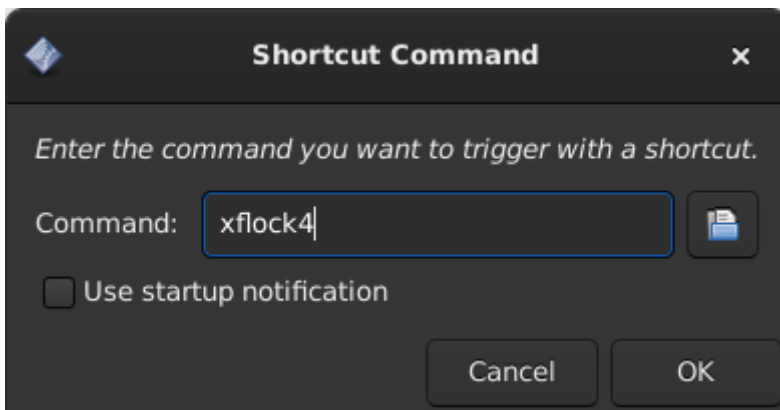 Shortcut Command
Enter the command you want to trigger with a shortcut.
Command: xflock4
Use startup notification
Cancel OK